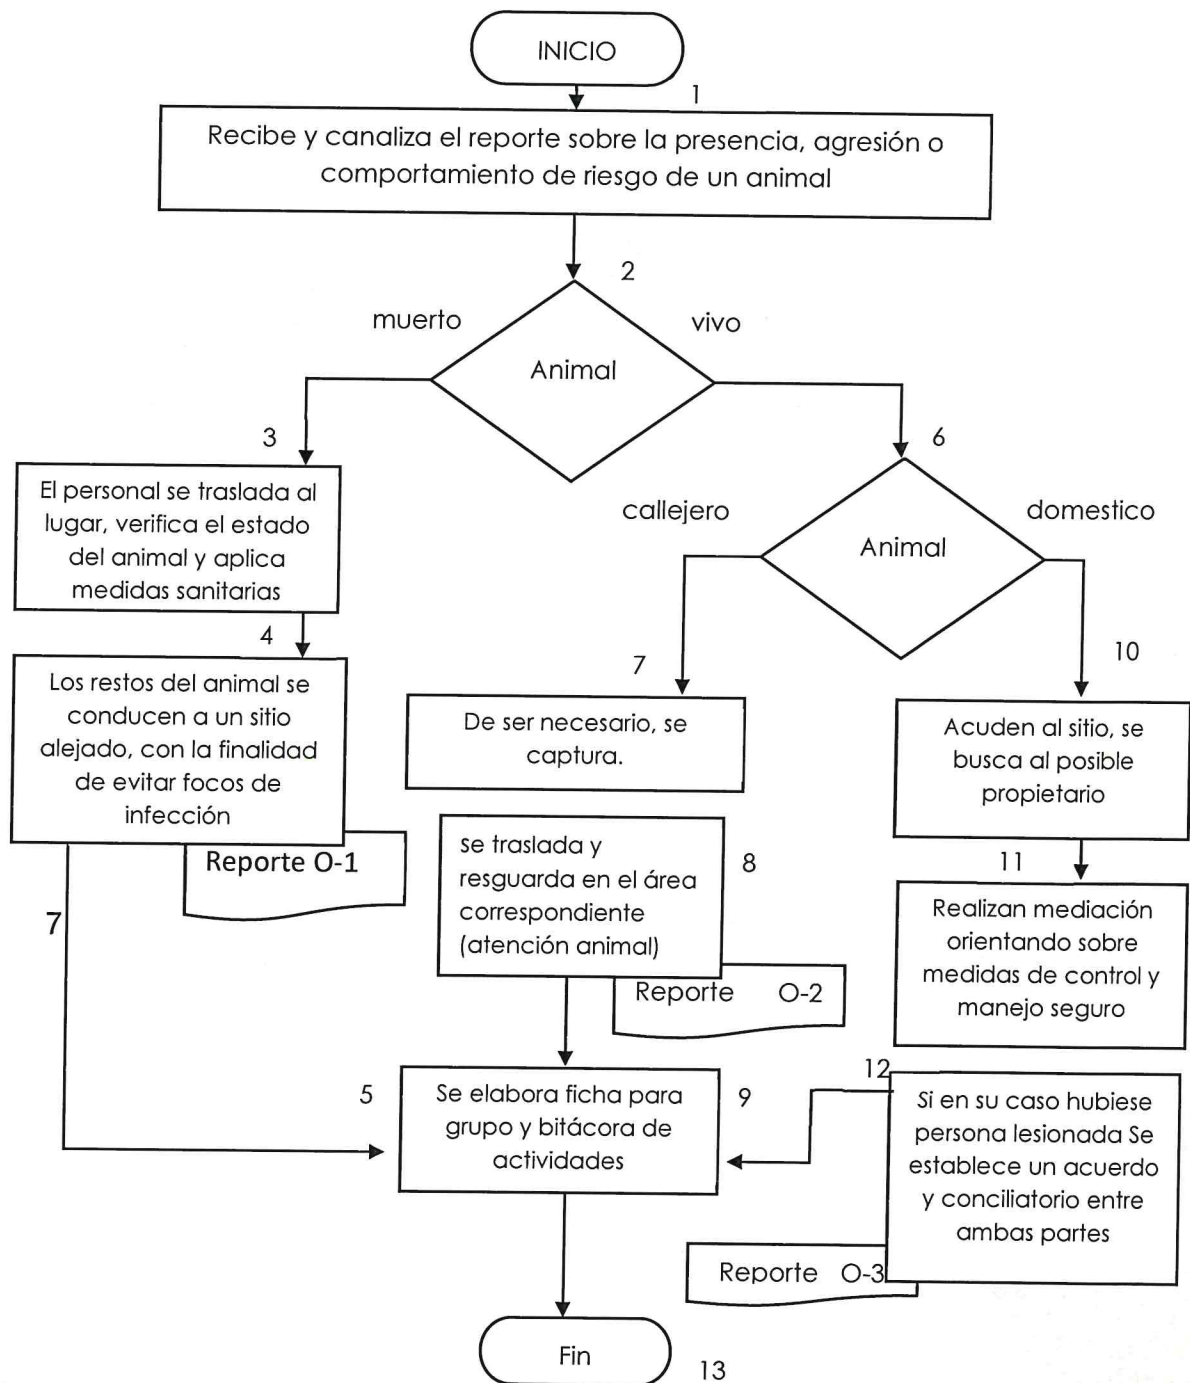 INICIO
1
Recibe y canaliza el reporte sobre la presencia, agresión o
comportamiento de riesgo de un animal
2
muerto
vivo
Animal
3
El personal se traslada al
lugar, verifica el estado
del animal y aplica
medidas sanitarias
4
Los restos del animal se
conducen a un sitio
alejado, con la finalidad
de evitar focos de
infección
Reporte O-1
7
6
callejero
domestico
Animal
7
De ser necesario, se
captura.
se traslada y
resguarda en el área
correspondiente
(atención animal)
8
Reporte O-2
10
Acuden al sitio, se
busca al posible
propietario
11
Realizan mediación
orientando sobre
medidas de control y
manejo seguro
12
Si en su caso hubiese
persona lesionada Se
establece un acuerdo
y conciliatorio entre
ambas partes
Reporte O-3
5
Se elabora ficha para
grupo y bitácora de
actividades
9
Fin
13